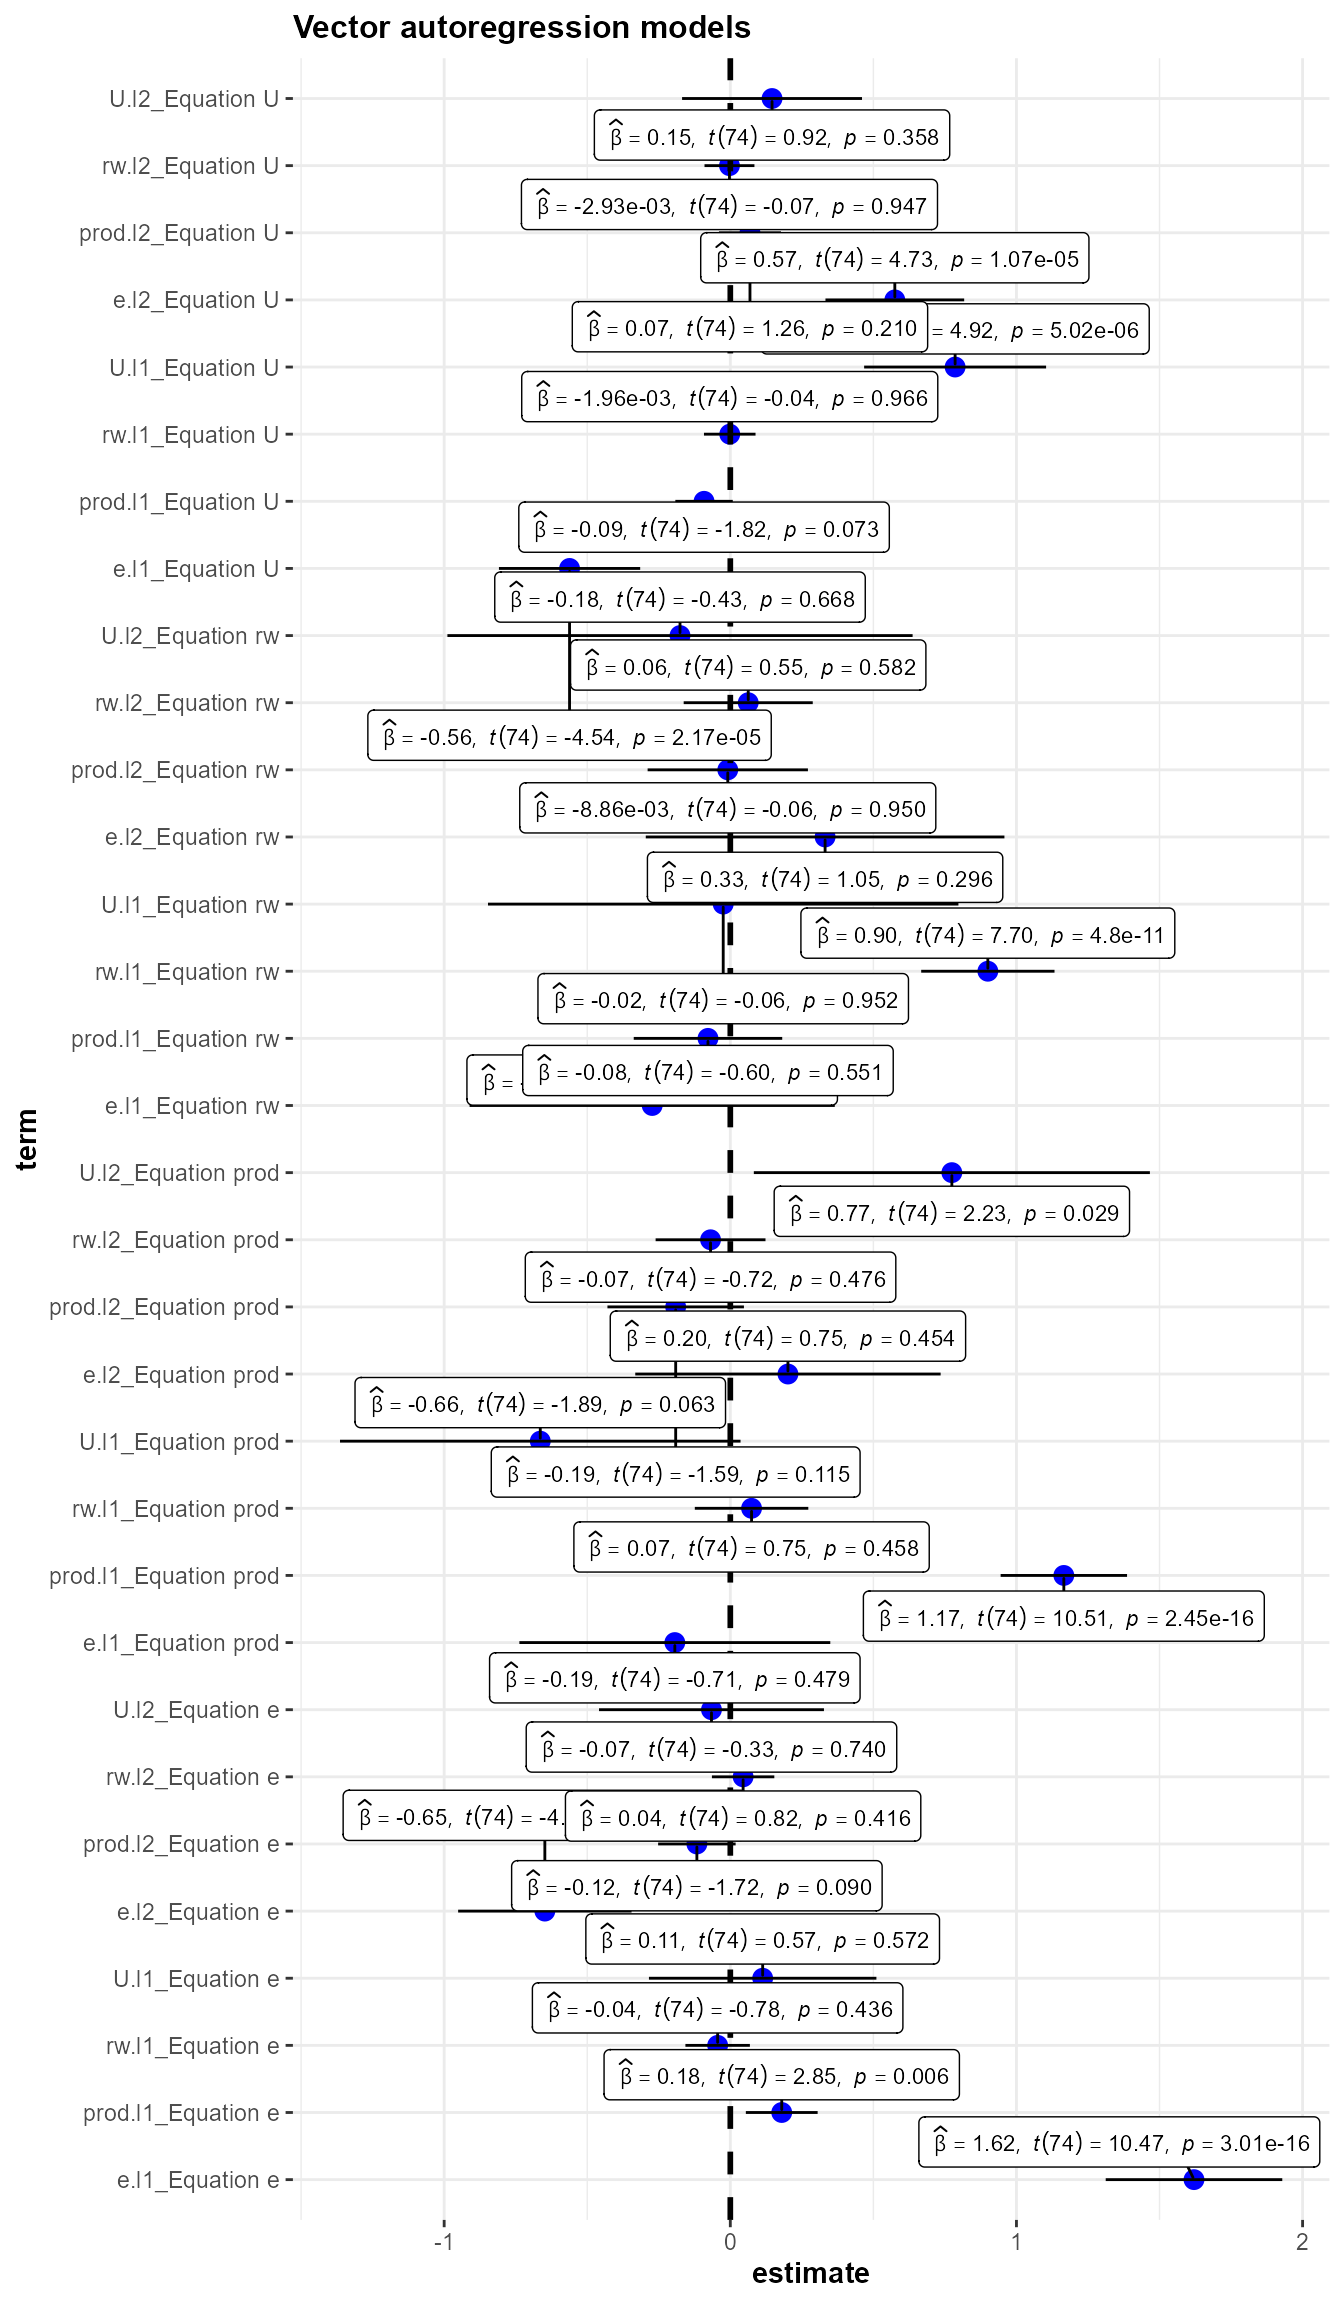 Vector autoregression models
U.l2_Equation U
β̂ = 0.15, t(74) = 0.92, p = 0.358
rw.l2_Equation U
β̂ = -2.93e-03, t(74) = -0.07, p = 0.947
prod.l2_Equation U
β̂ = 0.57, t(74) = 4.73, p = 1.07e-05
e.l2_Equation U
β̂ = 0.07, t(74) = 1.26, p = 0.210
= 4.92, p = 5.02e-06
U.l1_Equation U
β̂ = -1.96e-03, t(74) = -0.04, p = 0.966
rw.l1_Equation U
prod.l1_Equation U
β̂ = -0.09, t(74) = -1.82, p = 0.073
e.l1_Equation U
β̂ = -0.18, t(74) = -0.43, p = 0.668
U.l2_Equation rw
β̂ = 0.06, t(74) = 0.55, p = 0.582
rw.l2_Equation rw
β̂ = -0.56, t(74) = -4.54, p = 2.17e-05
prod.l2_Equation rw
β̂ = -8.86e-03, t(74) = -0.06, p = 0.950
e.l2_Equation rw
β̂ = 0.33, t(74) = 1.05, p = 0.296
U.l1_Equation rw
β̂ = 0.90, t(74) = 7.70, p = 4.8e-11
rw.l1_Equation rw
β̂ = -0.02, t(74) = -0.06, p = 0.952
prod.l1_Equation rw
β̂ = -0.08, t(74) = -0.60, p = 0.551
β̂ = -
e.l1_Equation rw
term
U.l2_Equation prod
β̂ = 0.77, t(74) = 2.23, p = 0.029
rw.l2_Equation prod
β̂ = -0.07, t(74) = -0.72, p = 0.476
prod.l2_Equation prod
β̂ = 0.20, t(74) = 0.75, p = 0.454
e.l2_Equation prod
β̂ = -0.66, t(74) = -1.89, p = 0.063
U.l1_Equation prod
β̂ = -0.19, t(74) = -1.59, p = 0.115
rw.l1_Equation prod
β̂ = 0.07, t(74) = 0.75, p = 0.458
prod.l1_Equation prod
β̂ = 1.17, t(74) = 10.51, p = 2.45e-16
e.l1_Equation prod
β̂ = -0.19, t(74) = -0.71, p = 0.479
U.l2_Equation e
β̂ = -0.07, t(74) = -0.33, p = 0.740
rw.l2_Equation e
β̂ = -0.65, t(74) = -4.
β̂ = 0.04, t(74) = 0.82, p = 0.416
prod.l2_Equation e
β̂ = -0.12, t(74) = -1.72, p = 0.090
e.l2_Equation e
β̂ = 0.11, t(74) = 0.57, p = 0.572
U.l1_Equation e
β̂ = -0.04, t(74) = -0.78, p = 0.436
rw.l1_Equation e
β̂ = 0.18, t(74) = 2.85, p = 0.006
prod.l1_Equation e
β̂ = 1.62, t(74) = 10.47, p = 3.01e-16
e.l1_Equation e
-1 0 1 2
estimate